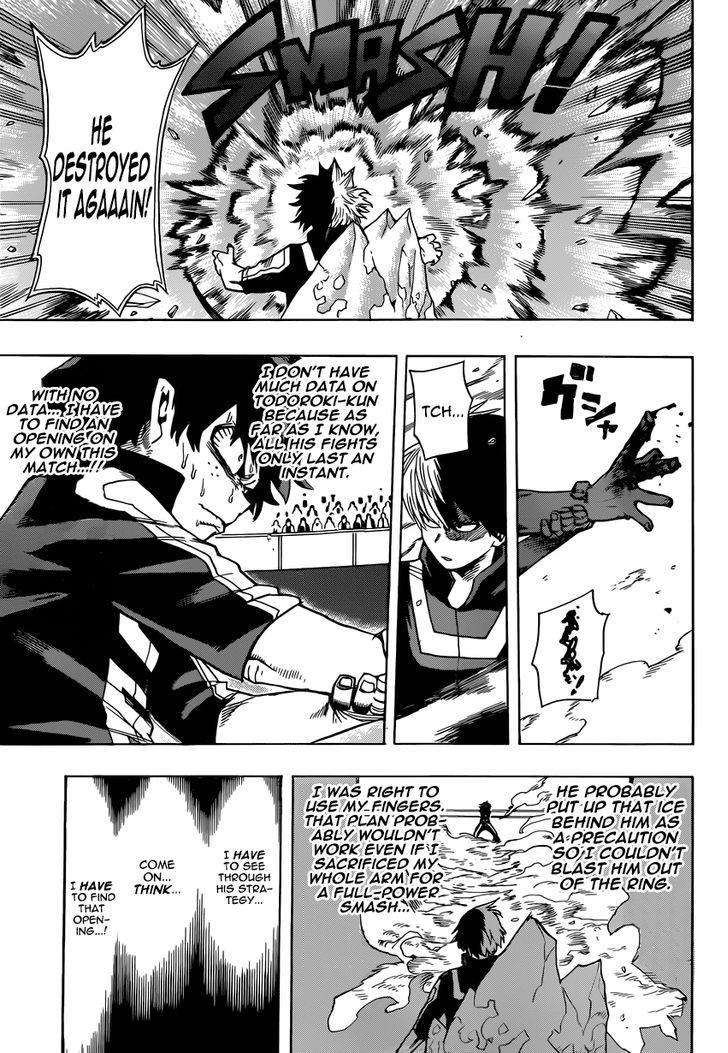 SMASH!
HE
DESTROYED
IT AGAAAIN!
グシャ
TCH...
I DON'T HAVE
MUCH DATA ON
TODOROKI-KUN
BECAUSE AS
FAR AS I KNOW,
ALL HIS FIGHTS
ONLY LAST AN
INSTANT.
WITH NO
DATA... I HAVE
TO FIND AN
OPENING ON
MY OWN THIS
MATCH...!!
HE PROBABLY
PUT UP THAT ICE
BEHIND HIM AS
A PRECAUTION
SO I COULDN'T
BLAST HIM OUT
OF THE RING.
I WAS RIGHT TO
USE MY FINGERS.
THAT PLAN PROB-
ABLY WOULDN'T
WORK EVEN IF I
SACRIFICED MY
WHOLE ARM FOR
A FULL-POWER
SMASH...
I HAVE
TO SEE
THROUGH
HIS STRA-
TEGY...
COME
ON...
THINK...
I HAVE
TO FIND
THAT
OPEN-
ING...!